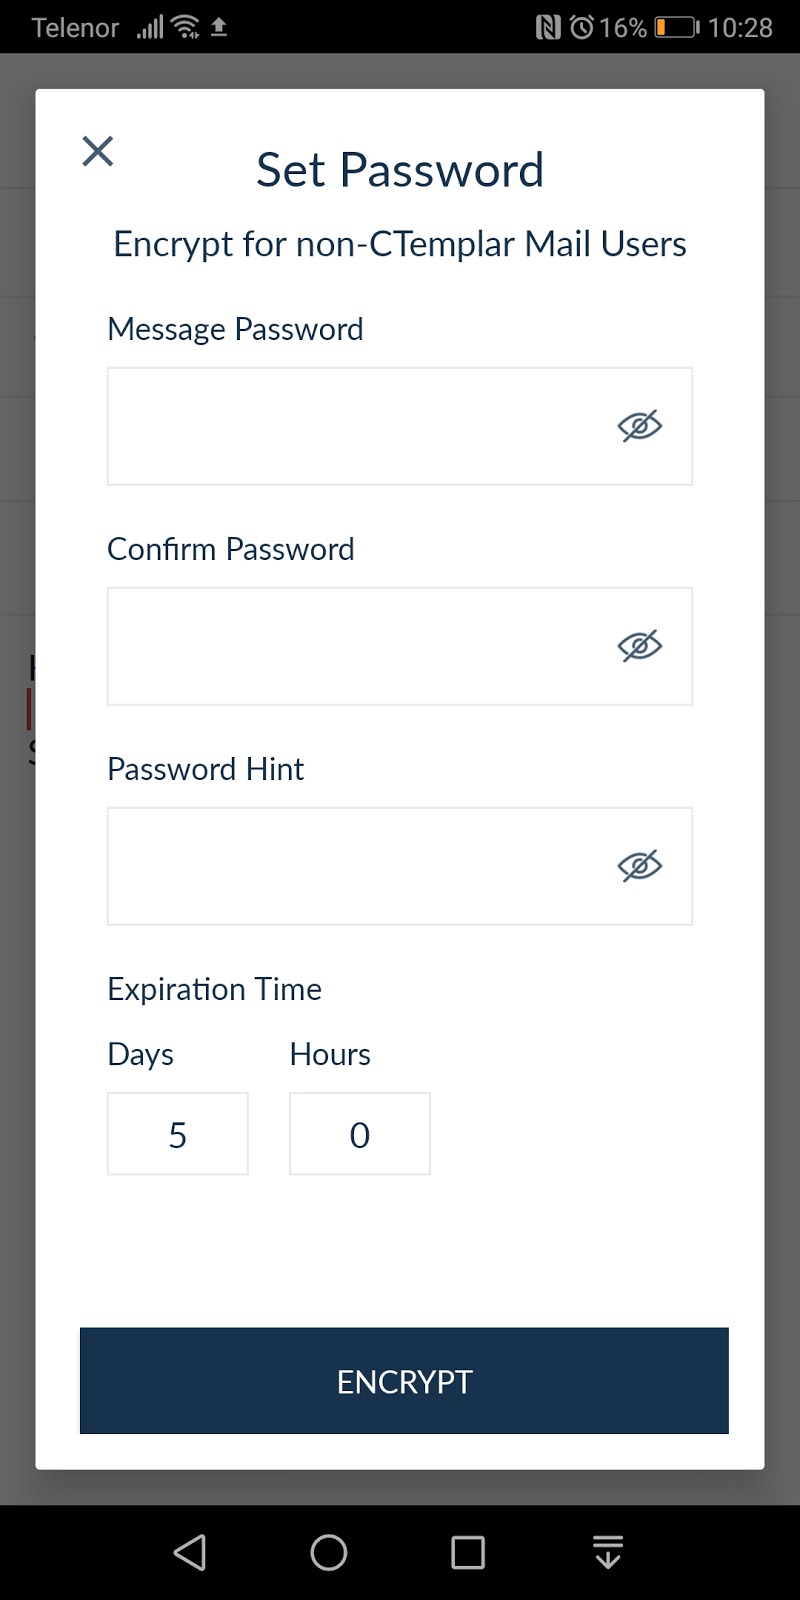 Telenor 16% 10:28
Set Password
Encrypt for non-CTemplar Mail Users
Message Password
Confirm Password
Password Hint
Expiration Time
Days Hours
5 0
ENCRYPT